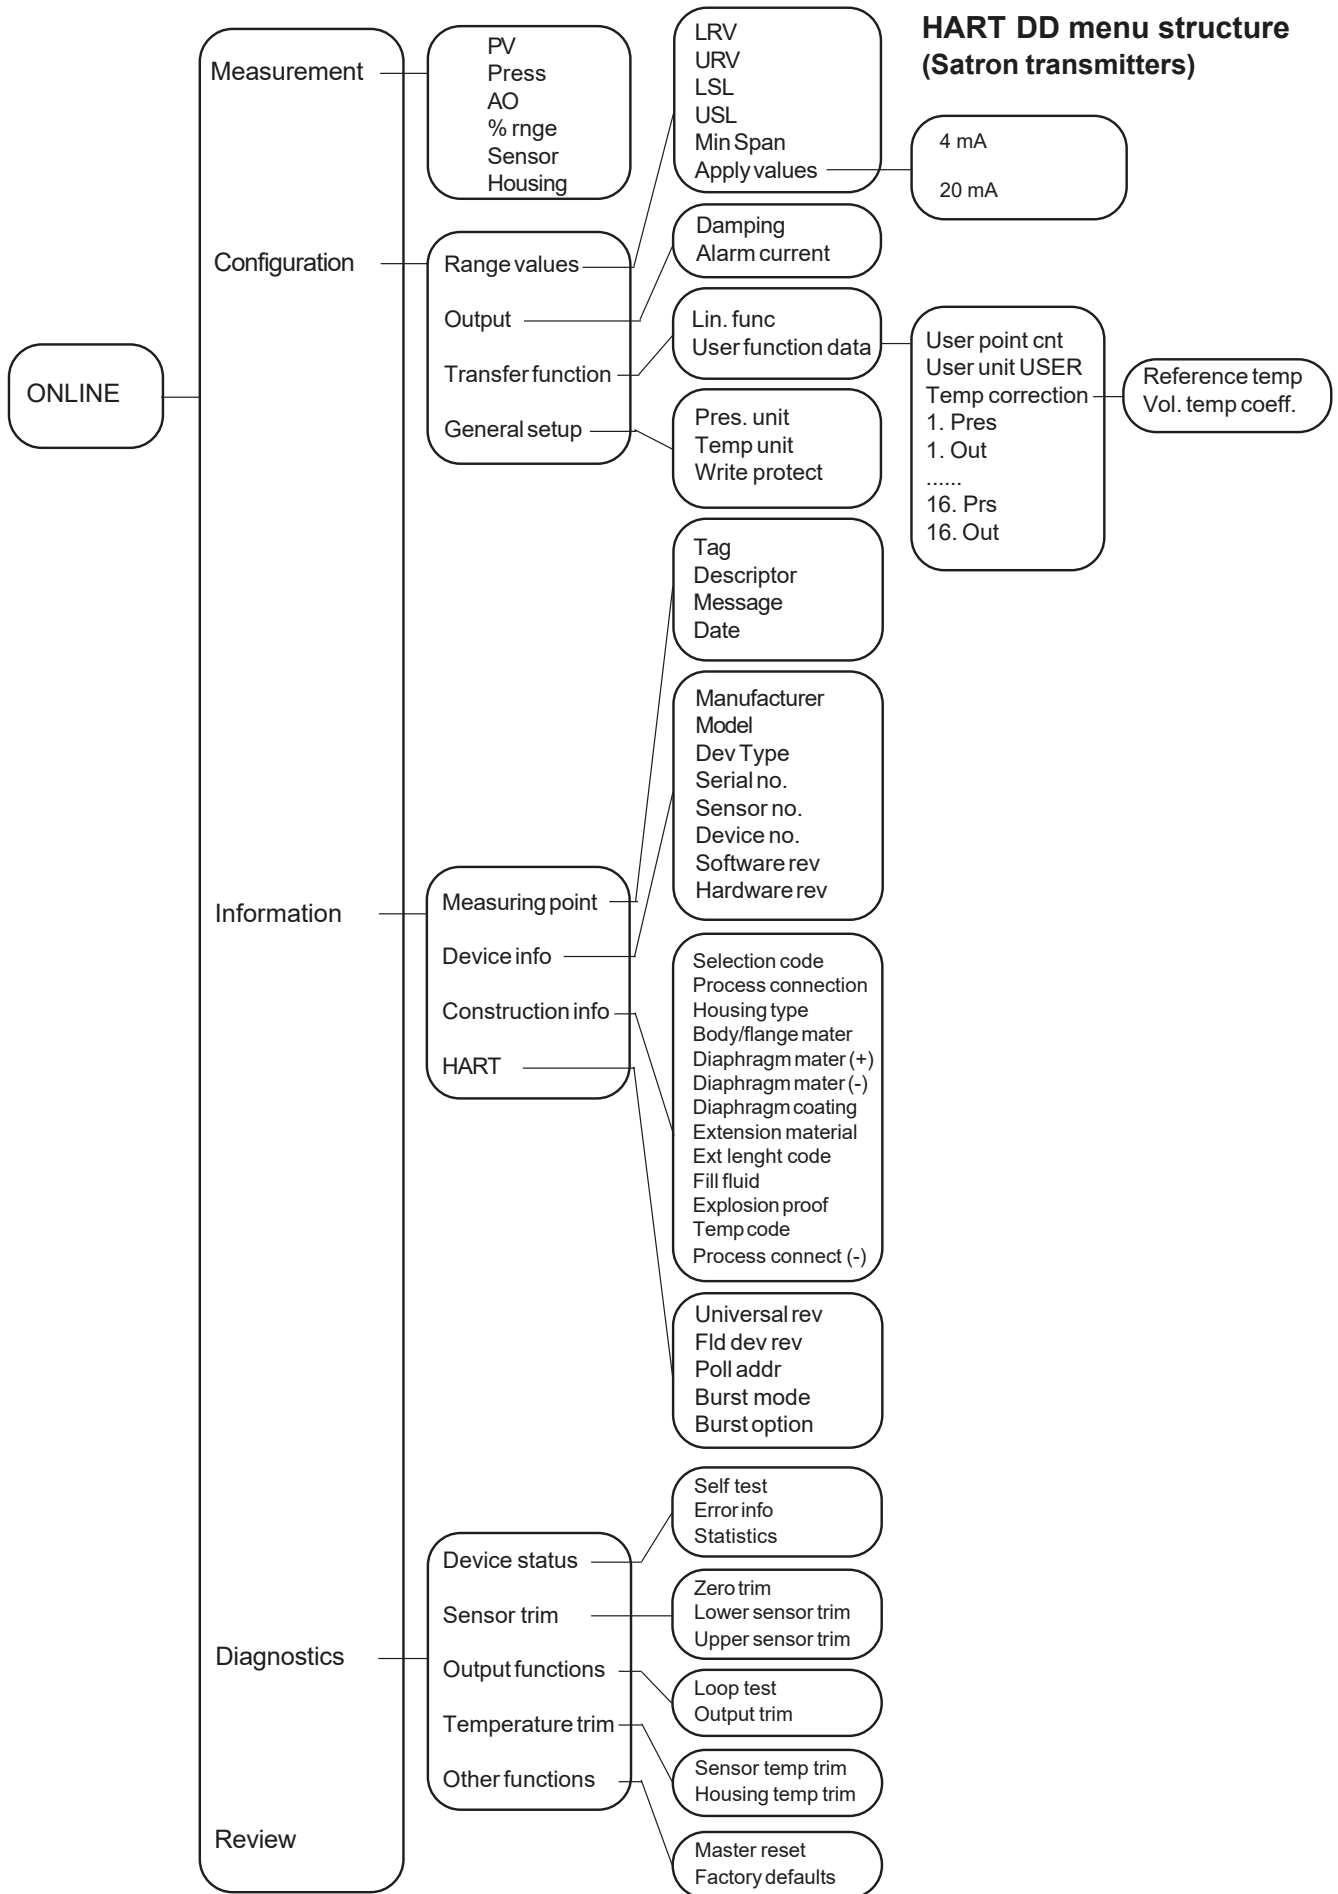 HART DD menu structure
(Satron transmitters)
ONLINE
Measurement
Configuration
Information
Diagnostics
Review
PV
Press
AO
% rnge
Sensor
Housing
Range values
Output
Transfer function
General setup
LRV
URV
LSL
USL
Min Span
Apply values
4 mA
20 mA
Damping
Alarm current
Lin. func
User function data
User point cnt
User unit USER
Temp correction
1. Pres
1. Out
......
16. Prs
16. Out
Reference temp
Vol. temp coeff.
Pres. unit
Temp unit
Write protect
Measuring point
Device info
Construction info
HART
Tag
Descriptor
Message
Date
Manufacturer
Model
Dev Type
Serial no.
Sensor no.
Device no.
Software rev
Hardware rev
Selection code
Process connection
Housing type
Body/flange mater
Diaphragm mater (+)
Diaphragm mater (-)
Diaphragm coating
Extension material
Ext lenght code
Fill fluid
Explosion proof
Temp code
Process connect (-)
Universal rev
Fld dev rev
Poll addr
Burst mode
Burst option
Device status
Sensor trim
Output functions
Temperature trim
Other functions
Self test
Error info
Statistics
Zero trim
Lower sensor trim
Upper sensor trim
Loop test
Output trim
Sensor temp trim
Housing temp trim
Master reset
Factory defaults